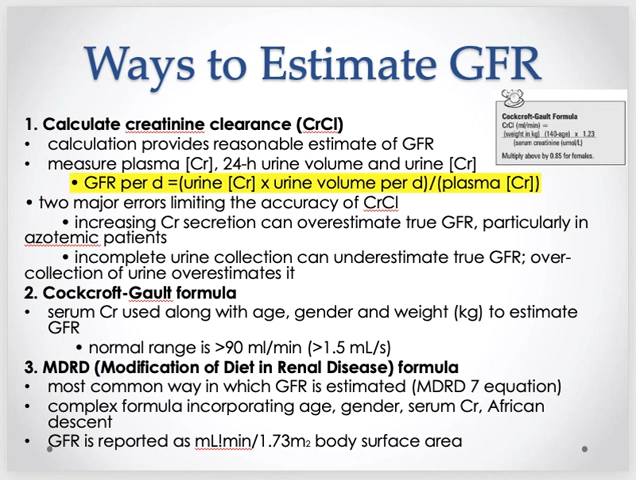 Ways to Estimate GFR
Cockcroft-Gault Formula
CrCl (ml/min) =
(weight in kg) (140-age) x 1.23
(serum creatinine (umol/L)
Multiply above by 0.85 for females.
1. Calculate creatinine clearance (CrCl)
• calculation provides reasonable estimate of GFR
• measure plasma [Cr], 24-h urine volume and urine [Cr]
• GFR per d =(urine [Cr] x urine volume per d)/(plasma [Cr])
• two major errors limiting the accuracy of CrCl
• increasing Cr secretion can overestimate true GFR, particularly in
azotemic patients
• incomplete urine collection can underestimate true GFR; over-
collection of urine overestimates it
2. Cockcroft-Gault formula
• serum Cr used along with age, gender and weight (kg) to estimate
GFR
• normal range is >90 ml/min (>1.5 mL/s)
3. MDRD (Modification of Diet in Renal Disease) formula
• most common way in which GFR is estimated (MDRD 7 equation)
• complex formula incorporating age, gender, serum Cr, African
descent
• GFR is reported as mL!min/1.73m2 body surface area